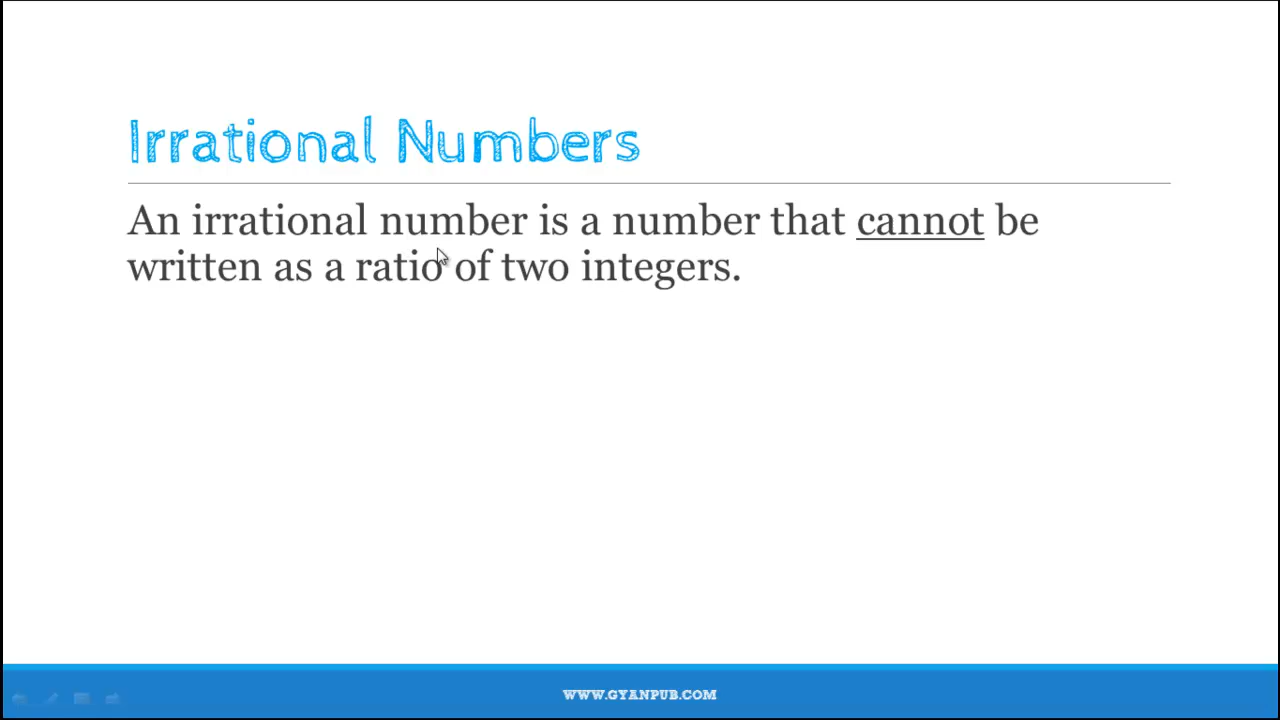 Irrational Numbers
An irrational number is a number that cannot be
written as a ratio of two integers.
WWW.GYANPUB.COM